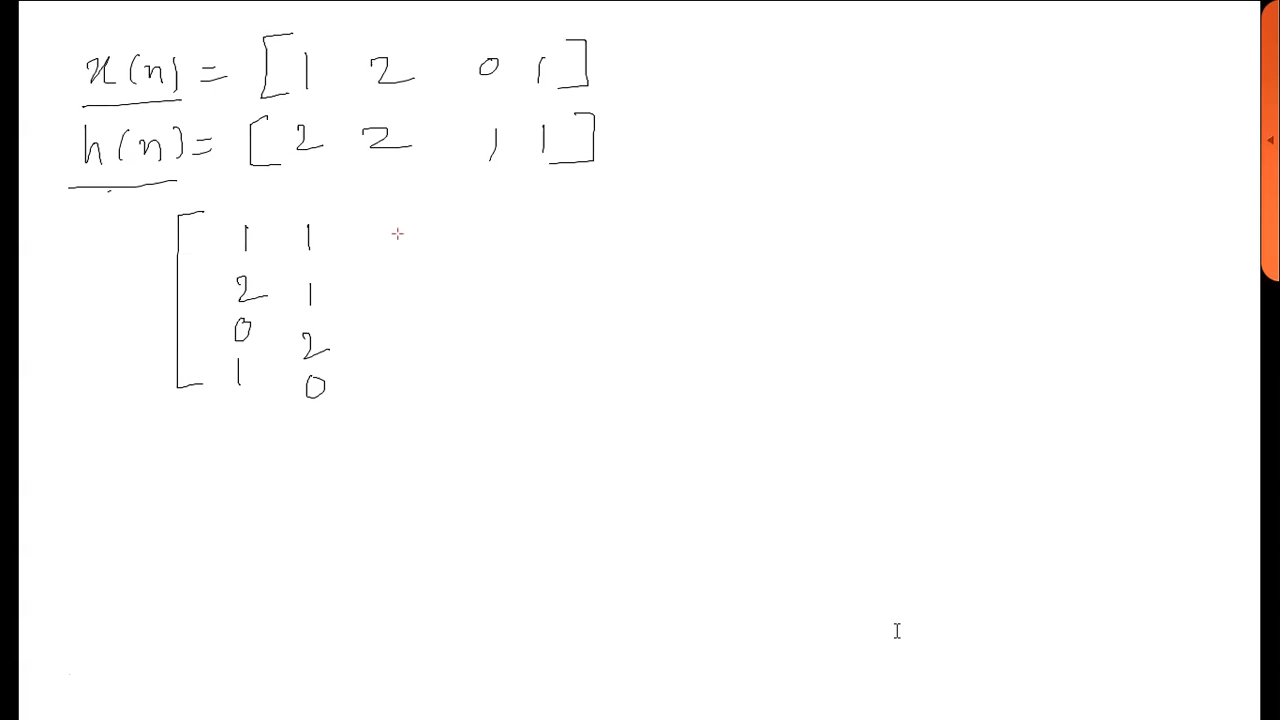 x(n) = [1 2 0 1]
h(n) = [2 2 1 1]
[ 1 1
2 1
0 2
1 0